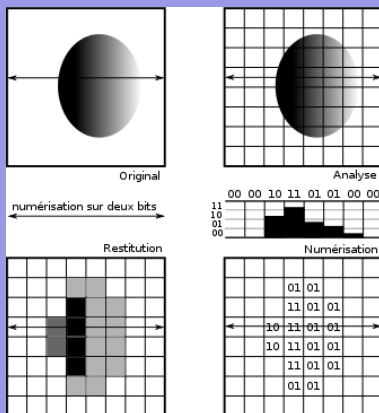 Original
Analyse
numérisation sur deux bits
00 00 10 11 01 01 00 00
11
10
01
00
Restitution
Numérisation
01 01
11 01 01
10 11 01 01
10 11 01 01
11 01 01
01 01